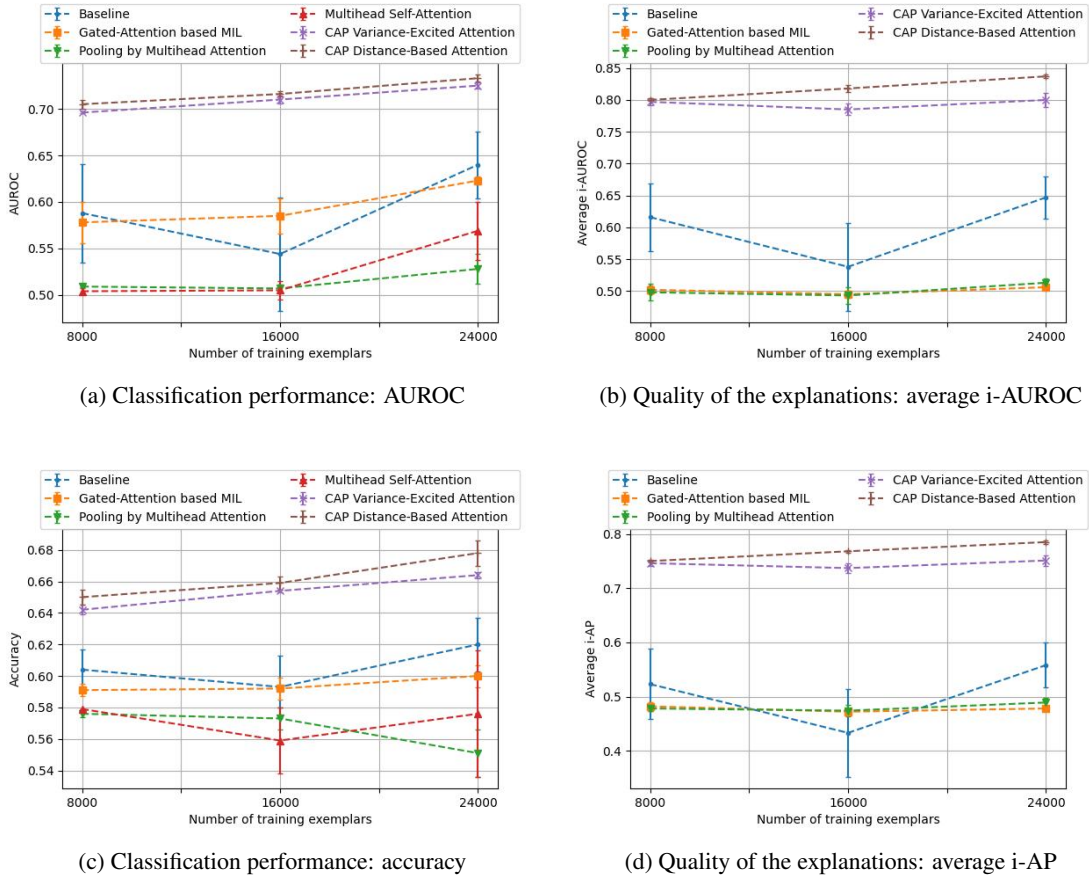 Baseline
Gated-Attention based MIL
Pooling by Multihead Attention
Multihead Self-Attention
CAP Variance-Excited Attention
CAP Distance-Based Attention
0.70
0.65
0.60
0.55
0.50
AUROC
8000 16000 24000
Number of training exemplars
(a) Classification performance: AUROC
Baseline
Gated-Attention based MIL
Pooling by Multihead Attention
CAP Variance-Excited Attention
CAP Distance-Based Attention
0.85
0.80
0.75
0.70
0.65
0.60
0.55
0.50
Average i-AUROC
8000 16000 24000
Number of training exemplars
(b) Quality of the explanations: average i-AUROC
Baseline
Gated-Attention based MIL
Pooling by Multihead Attention
Multihead Self-Attention
CAP Variance-Excited Attention
CAP Distance-Based Attention
0.68
0.66
0.64
0.62
0.60
0.58
0.56
0.54
Accuracy
8000 16000 24000
Number of training exemplars
(c) Classification performance: accuracy
Baseline
Gated-Attention based MIL
Pooling by Multihead Attention
CAP Variance-Excited Attention
CAP Distance-Based Attention
0.8
0.7
0.6
0.5
0.4
Average i-AP
8000 16000 24000
Number of training exemplars
(d) Quality of the explanations: average i-AP